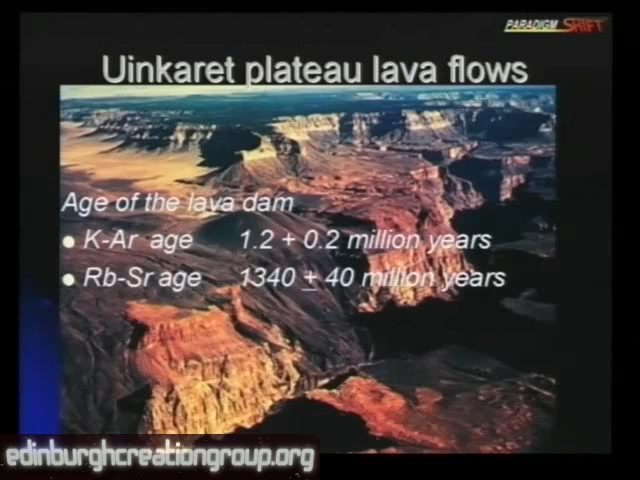 PARADIGM SHIFT
Uinkaret plateau lava flows
Age of the lava dam
• K-Ar age 1.2 + 0.2 million years
• Rb-Sr age 1340 ± 40 million years
edinburghcreationgroup.org